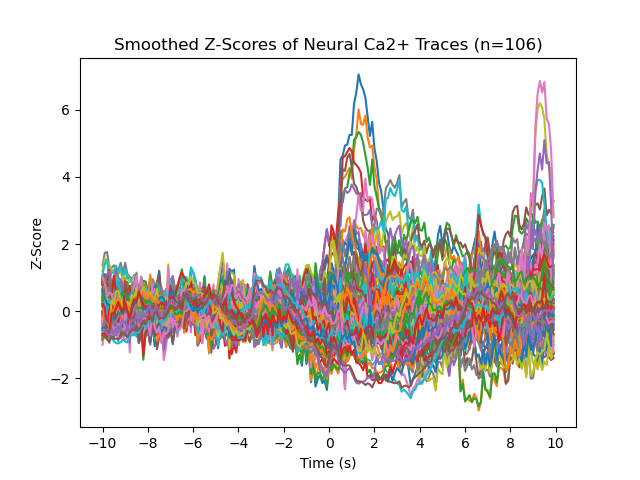 Smoothed Z-Scores of Neural Ca2+ Traces (n=106)
Z-Score
6
4
2
0
−2
−10 −8 −6 −4 −2 0 2 4 6 8 10
Time (s)